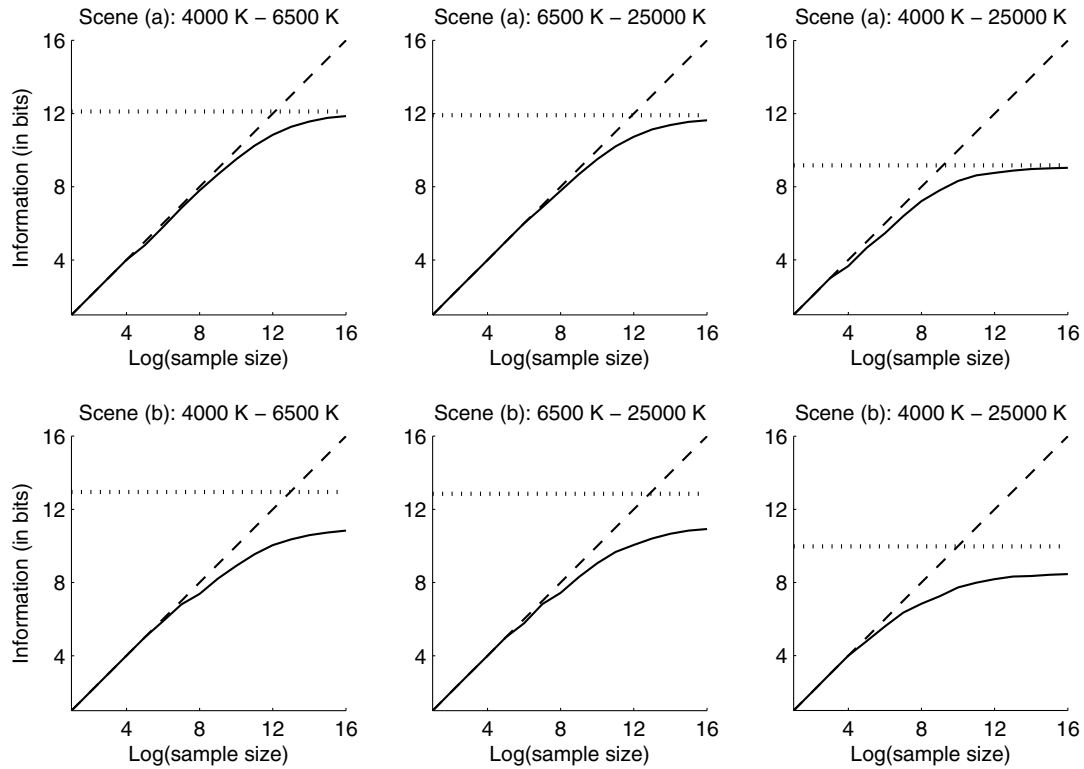 Scene (a): 4000 K – 6500 K
Scene (a): 6500 K – 25000 K
Scene (a): 4000 K – 25000 K
Information (in bits)
16
12
8
4
4 8 12 16
Log(sample size)
16
12
8
4
4 8 12 16
Log(sample size)
16
12
8
4
4 8 12 16
Log(sample size)
Scene (b): 4000 K – 6500 K
Scene (b): 6500 K – 25000 K
Scene (b): 4000 K – 25000 K
Information (in bits)
16
12
8
4
4 8 12 16
Log(sample size)
16
12
8
4
4 8 12 16
Log(sample size)
16
12
8
4
4 8 12 16
Log(sample size)